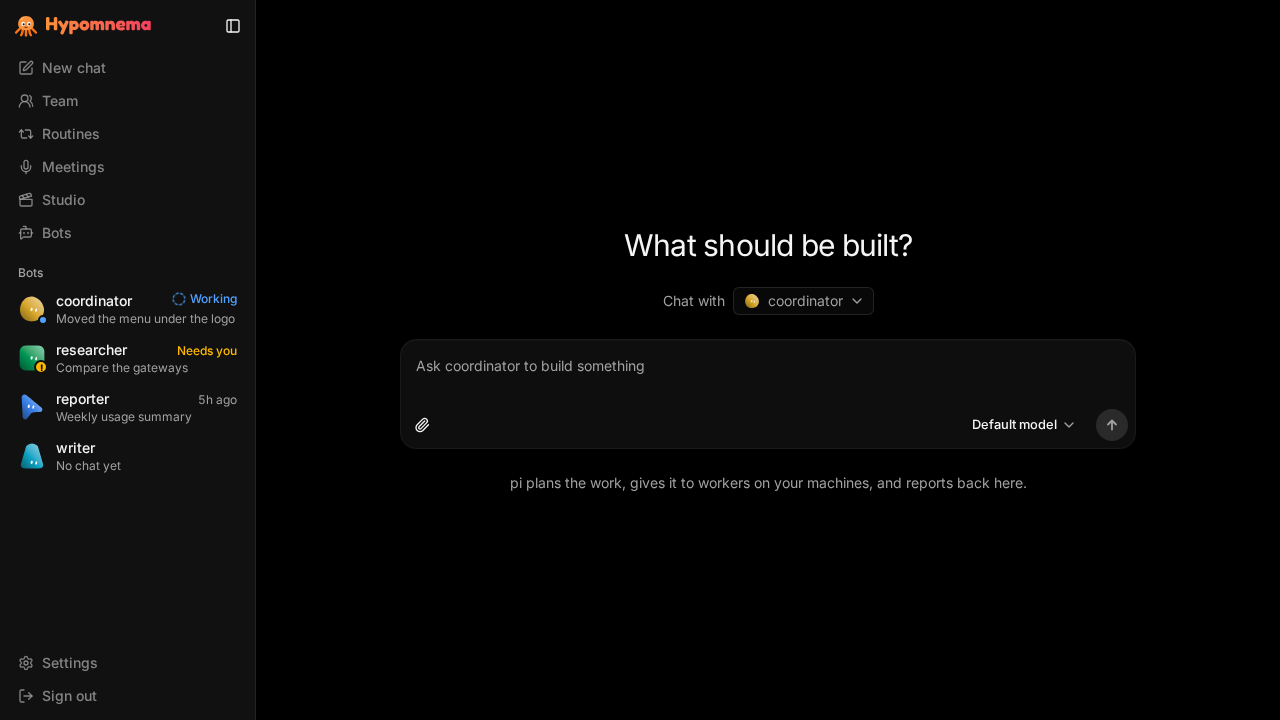 Hypomnema
New chat
Team
Routines
Meetings
Studio
Bots
Bots
coordinator
Working
Moved the menu under the logo
researcher
Needs you
Compare the gateways
reporter
5h ago
Weekly usage summary
writer
No chat yet
Settings
Sign out
What should be built?
Chat with
coordinator
Ask coordinator to build something
Default model
pi plans the work, gives it to workers on your machines, and reports back here.